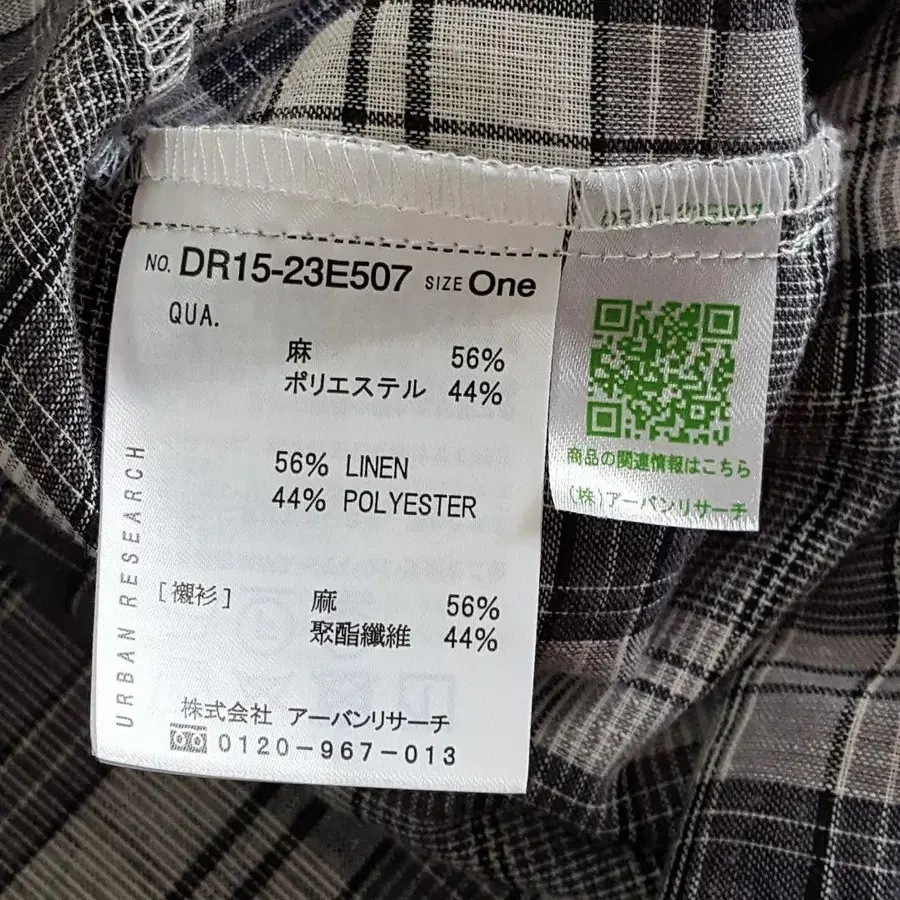 NO. DR15-23E507 SIZE One
QUA.
麻 56%
ポリエステル 44%
56% LINEN
44% POLYESTER
[襯衫] 麻 56%
聚酯纖維 44%
URBAN RESEARCH
株式会社 アーバンリサーチ
0120-967-013
商品の関連情報はこちら
(株)アーバンリサーチ